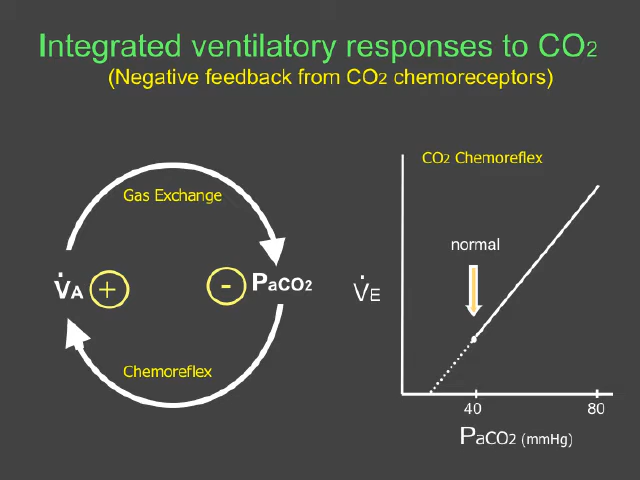 Integrated ventilatory responses to CO2
(Negative feedback from CO2 chemoreceptors)
Gas Exchange
V̇A + - PaCO2
Chemoreflex
CO2 Chemoreflex
normal
V̇E
40 80
PaCO2 (mmHg)